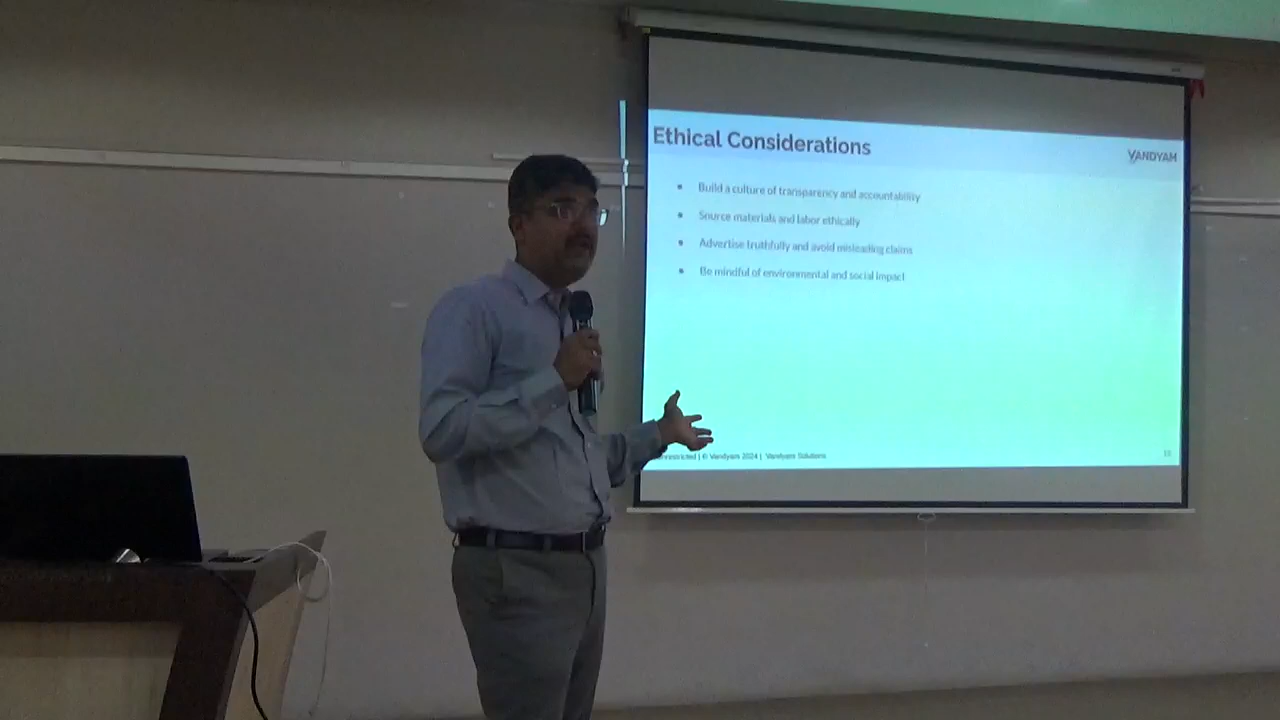 Ethical Considerations
VANDYAM
Build a culture of transparency and accountability
Source materials and labor ethically
Advertise truthfully and avoid misleading claims
Be mindful of environmental and social impact
| © Vandyam 2024 | Vandyam Solutions